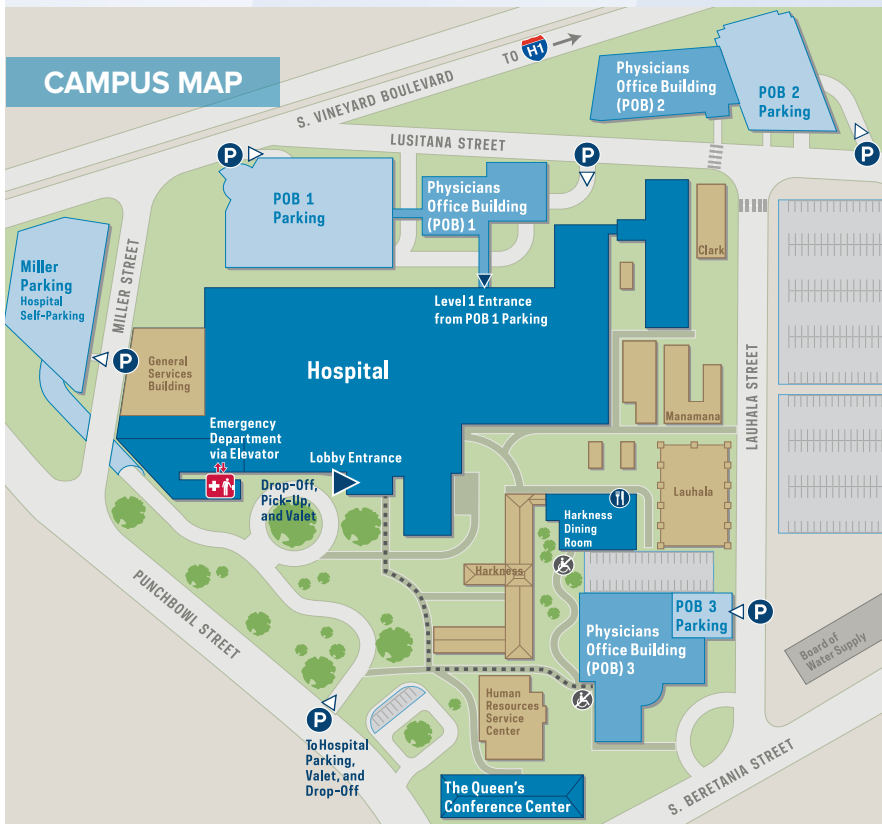 CAMPUS MAP
TO H1
S. VINEYARD BOULEVARD
LUSITANA STREET
Physicians
Office Building
(POB) 2
POB 2
Parking
P
P
P
POB 1
Parking
Physicians
Office Building
(POB) 1
Clark
Miller
Parking
Hospital
Self-Parking
MILLER STREET
P
Level 1 Entrance
from POB 1 Parking
General
Services
Building
Hospital
LAUHALA STREET
Manamana
Emergency
Department
via Elevator
Lobby Entrance
Drop-Off,
Pick-Up,
and Valet
Lauhala
Harkness
Dining
Room
Harkness
PUNCHBOWL STREET
POB 3
Parking
P
Physicians
Office Building
(POB) 3
Board of
Water Supply
Human
Resources
Service
Center
P
To Hospital
Parking,
Valet, and
Drop-Off
S. BERETANIA STREET
The Queen's
Conference Center